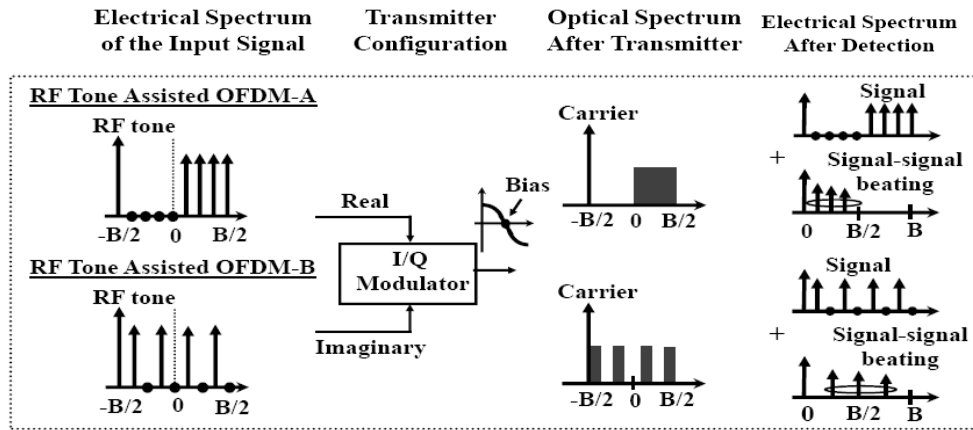 Electrical Spectrum
of the Input Signal
Transmitter
Configuration
Optical Spectrum
After Transmitter
Electrical Spectrum
After Detection
RF Tone Assisted OFDM-A
RF tone
-B/2 0 B/2
Real
Bias
I/Q
Modulator
Imaginary
Carrier
-B/2 0 B/2
Signal
+
Signal-signal
beating
0 B/2 B
RF Tone Assisted OFDM-B
RF tone
-B/2 0 B/2
Carrier
-B/2 0 B/2
Signal
+
Signal-signal
beating
0 B/2 B